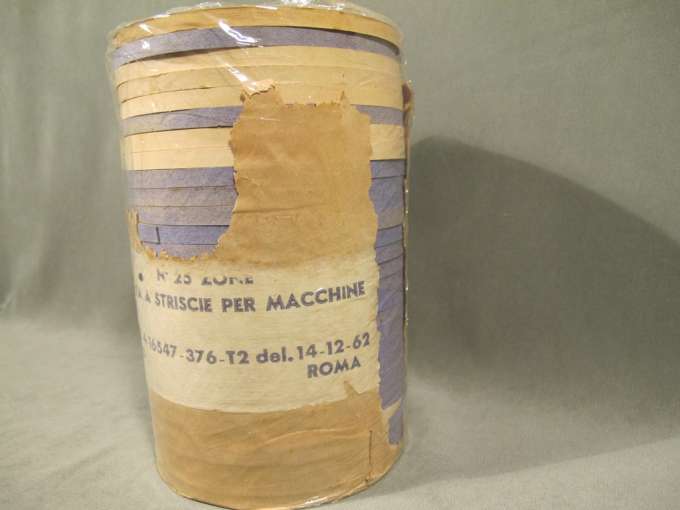 N° 25 ZONE
A STRISCIE PER MACCHINE
16547-376-T2 del. 14-12-62
ROMA